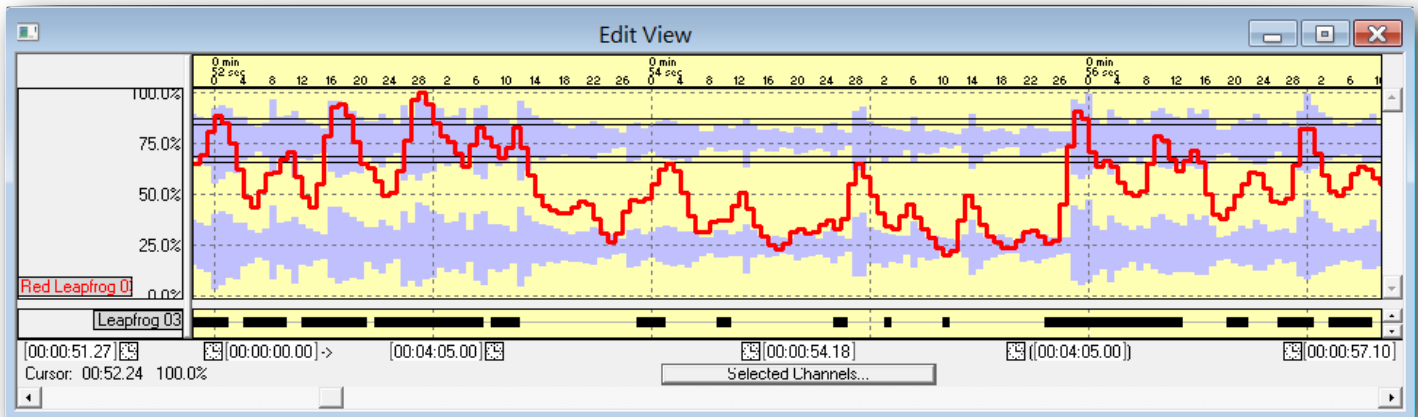 Edit View
0 min 0 min 0 min
52 sec 54 sec 56 sec
0 4 8 12 16 20 24 28 2 6 10 14 18 22 26 0 4 8 12 16 20 24 28 2 6 10 14 18 22 26 0 4 8 12 16 20 24 28 2 6
100.0%
75.0%
50.0%
25.0%
0.0%
Red Leapfrog 03
Leapfrog 03
[00:00:51.27] [00:00:00.00] -> [00:04:05.00] [00:00:54.18] ([00:04:05.00]) [00:00:57.10]
Cursor: 00:52.24 100.0%
Selected Channels...